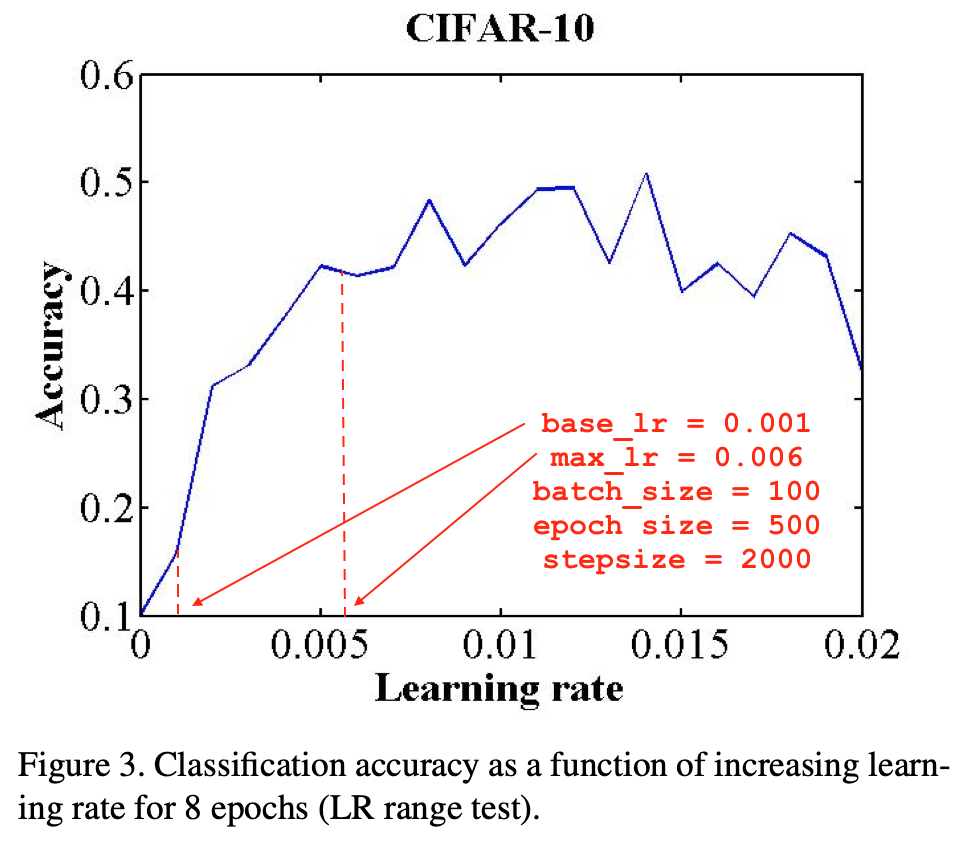 CIFAR-10
0.6
0.5
0.4
0.3
0.2
0.1
Accuracy
base_lr = 0.001
max_lr = 0.006
batch_size = 100
epoch_size = 500
stepsize = 2000
0 0.005 0.01 0.015 0.02
Learning rate
Figure 3. Classification accuracy as a function of increasing learn-
ing rate for 8 epochs (LR range test).